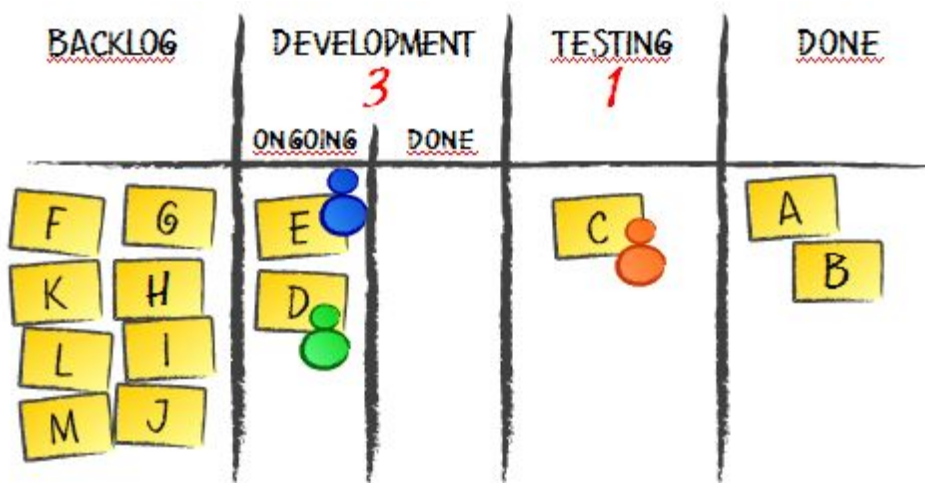 BACKLOG DEVELOPMENT TESTING DONE
3 1
ONGOING DONE
F G E C A
K H D B
L I
M J